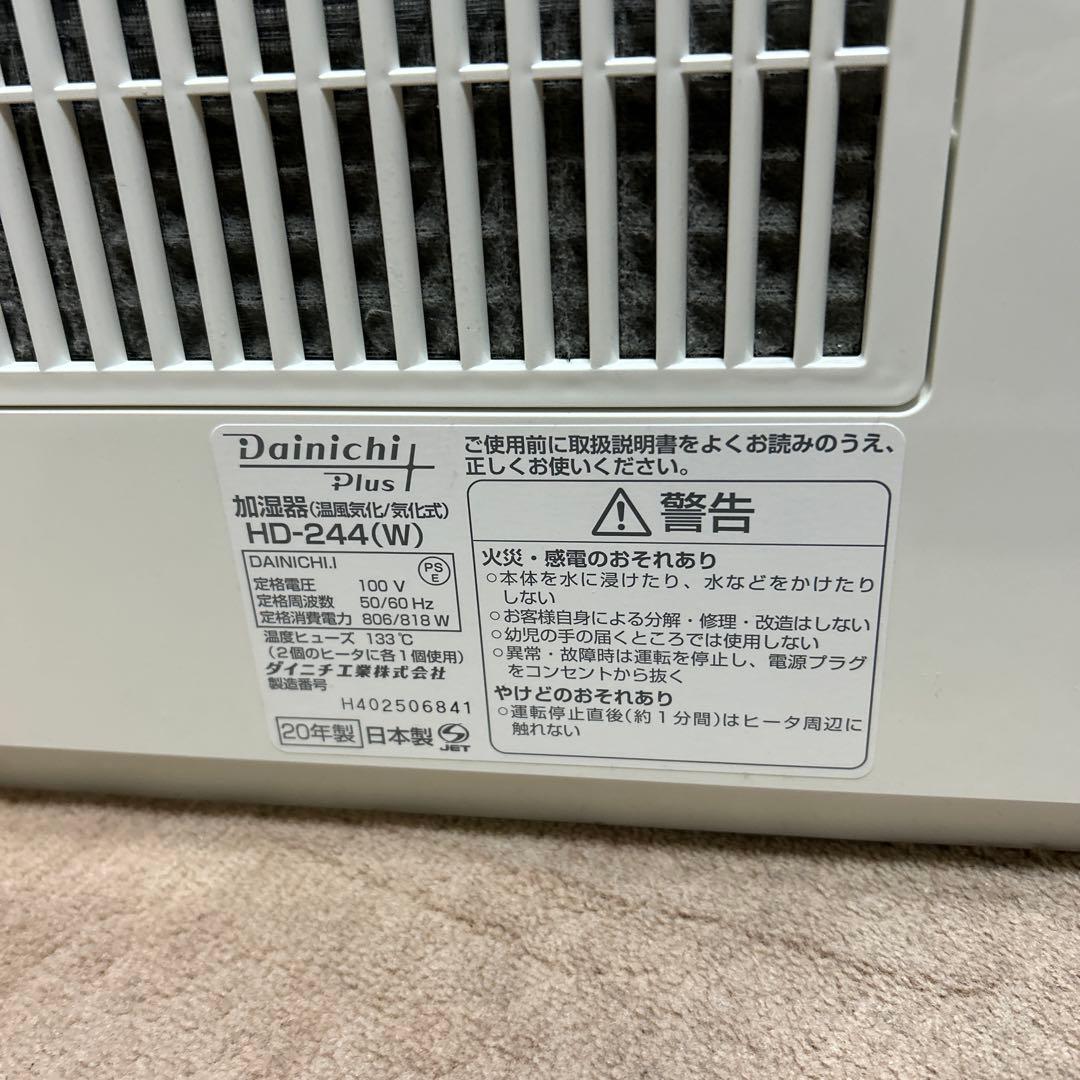 Dainichi
Plus
加湿器(温風気化/気化式)
HD-244(W)
DAINICHI.I
PS
E
定格電圧 100 V
定格周波数 50/60 Hz
定格消費電力 806/818 W
温度ヒューズ 133℃
(2個のヒータに各1個使用)
ダイニチ工業株式会社
製造番号
H402506841
20年製 日本製
JET
ご使用前に取扱説明書をよくお読みのうえ、
正しくお使いください。
警告
火災・感電のおそれあり
○本体を水に浸けたり、水などをかけたり
しない
○お客様自身による分解・修理・改造はしない
○幼児の手の届くところでは使用しない
○異常・故障時は運転を停止し、電源プラグ
をコンセントから抜く
やけどのおそれあり
○運転停止直後(約1分間)はヒータ周辺に
触れない